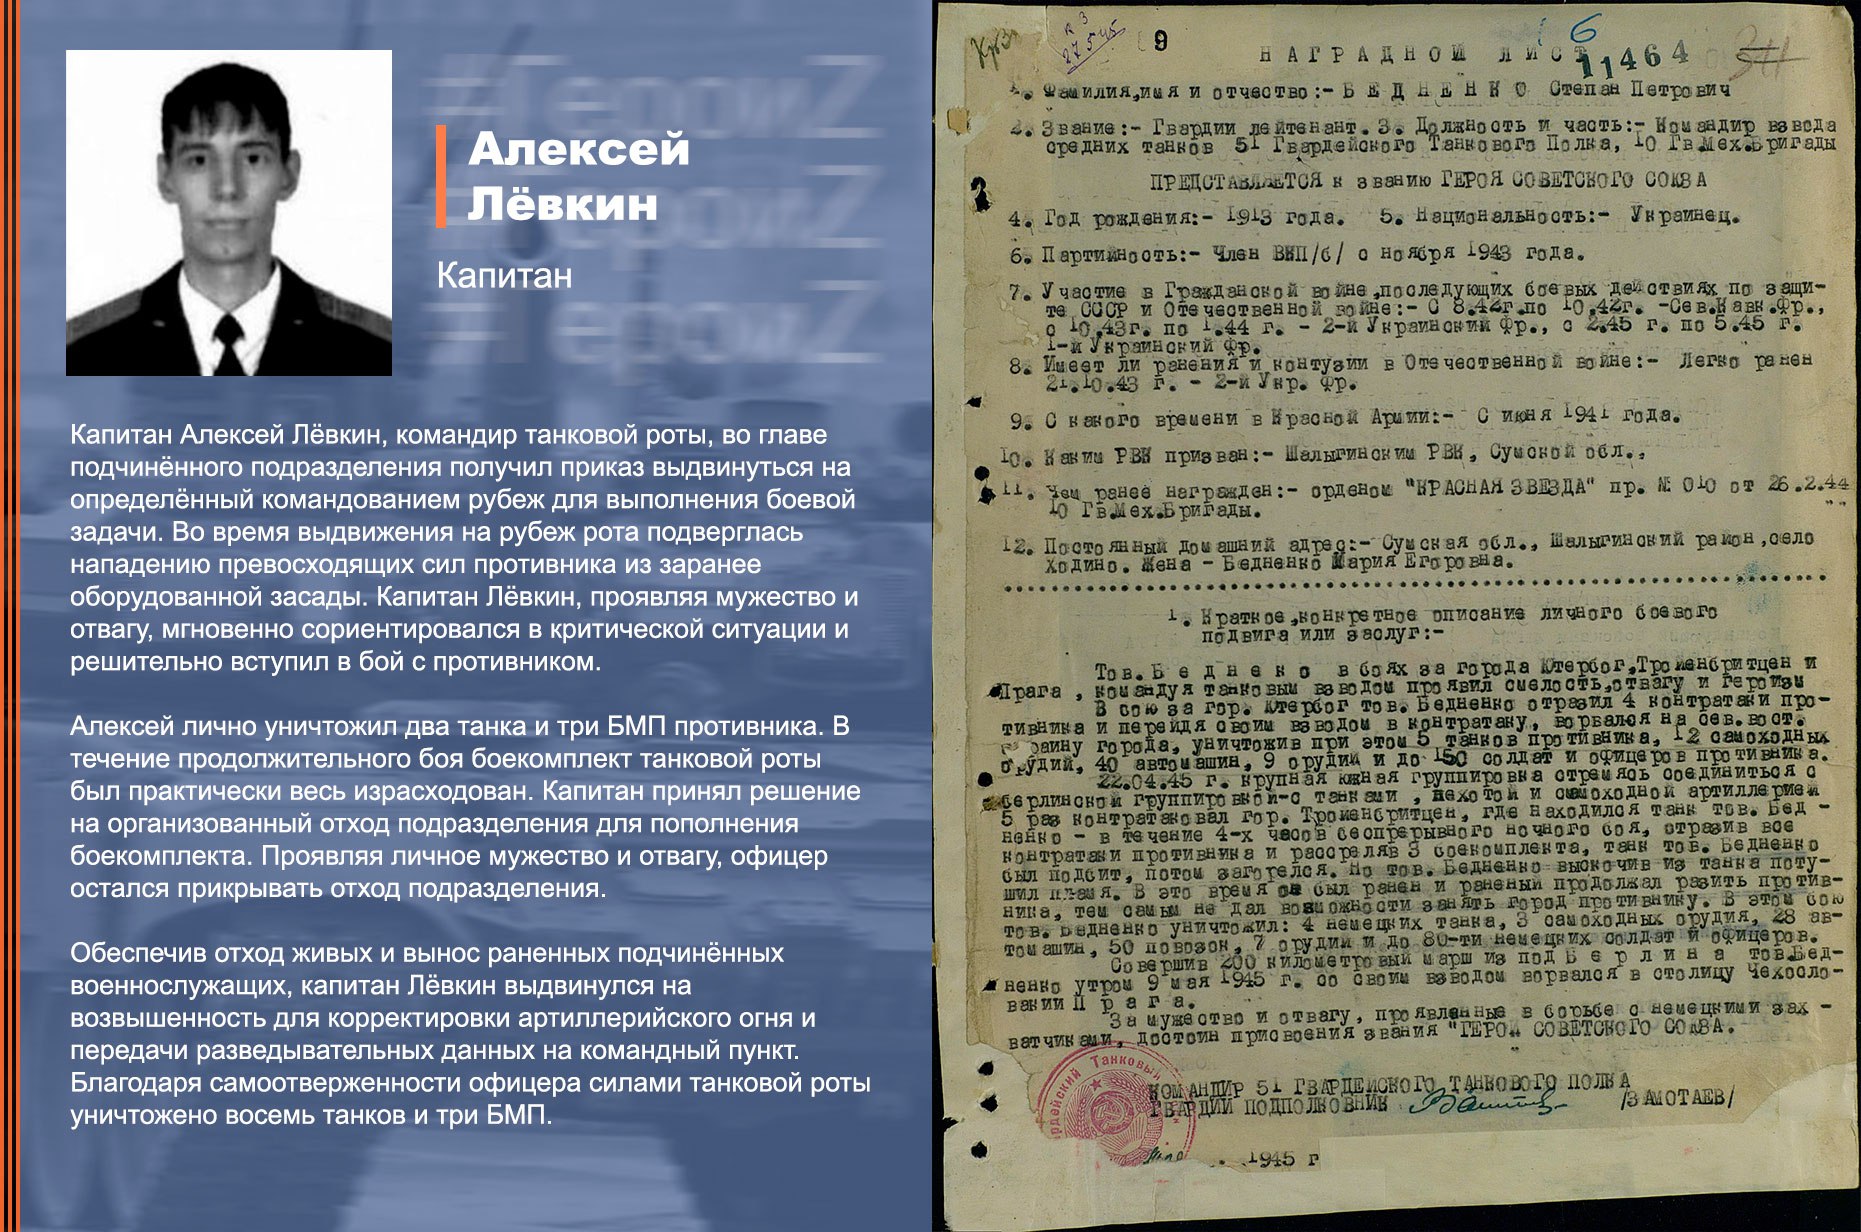 #ГероиZ
#ГероиZ
#ГероиZ
Алексей
Лёвкин
Капитан
Капитан Алексей Лёвкин, командир танковой роты, во главе
подчинённого подразделения получил приказ выдвинуться на
определённый командованием рубеж для выполнения боевой
задачи. Во время выдвижения на рубеж рота подверглась
нападению превосходящих сил противника из заранее
оборудованной засады. Капитан Лёвкин, проявляя мужество и
отвагу, мгновенно сориентировался в критической ситуации и
решительно вступил в бой с противником.
Алексей лично уничтожил два танка и три БМП противника. В
течение продолжительного боя боекомплект танковой роты
был практически весь израсходован. Капитан принял решение
на организованный отход подразделения для пополнения
боекомплекта. Проявляя личное мужество и отвагу, офицер
остался прикрывать отход подразделения.
Обеспечив отход живых и вынос раненных подчинённых
военнослужащих, капитан Лёвкин выдвинулся на
возвышенность для корректировки артиллерийского огня и
передачи разведывательных данных на командный пункт.
Благодаря самоотверженности офицера силами танковой роты
уничтожено восемь танков и три БМП.
9
6
11464
НАГРАДНОЙ ЛИСТ
1. Фамилия,имя и отчество:- БЕДНЕНКО Степан Петрович
2. Звание:- Гвардии лейтенант. 3. Должность и часть:- Командир взвода
средних танков 51 Гвардейского Танкового Полка, 10 Гв.Мех.Бригады
ПРЕДСТАВЛЯЕТСЯ к званию ГЕРОЯ СОВЕТСКОГО СОЮЗА
4. Год рождения:- 1913 года. 5. Национальность:- Украинец.
6. Партийность:- Член ВКП/б/ с ноября 1943 года.
7. Участие в Гражданской войне,последующих боевых действиях по защи-
те СССР и Отечественной войне:- С 8.42г. по 10.42г. -Сев.Кавк.Фр.,
с 10.43г. по 1.44 г. - 2-й Украинский Фр., с 2.45 г. по 5.45 г.
1-й Украинский Фр.
8. Имеет ли ранения и контузии в Отечественной войне:- Легко ранен
21.10.43 г. - 2-й Укр. Фр.
9. С какого времени в Красной Армии:- С июня 1941 года.
10. Каким РВК призван:- Шалыгинским РВК, Сумской обл.,
11. Чем ранее награжден:- орденом "КРАСНАЯ ЗВЕЗДА" пр. № 010 от 26.2.44
10 Гв.Мех.Бригады.
12. Постоянный домашний адрес:- Сумская обл., Шалыгинский район,село
Ходино. Жена - Бедненко Мария Егоровна.
1. Краткое,конкретное описание личного боевого
подвига или заслуг:-
Тов. Бедненко в боях за города Ютербог,Тройенбритцен и
Прага, командуя танковым взводом проявил смелость,отвагу и героизм
В бою за гор. Ютербог тов. Бедненко отразил 4 контратаки про-
тивника и перейдя своим взводом в контратаку, ворвался на сев.вост.
раину города, уничтожив при этом 5 танков противника, 12 самоходных
орудий, 40 автомашин, 9 орудий и до 150 солдат и офицеров противника.
22.04.45 г. крупная южная группировка стремясь соединиться с
берлинской группировкой-с танками, пехотой и самоходной артиллерией
5 раз контратаковал гор. Тройенбритцен, где находился танк тов. Бед-
ненко - в течение 4-х часов беспрерывного ночного боя, отразив все
контратаки противника и расстреляв 3 боекомплекта, танк тов. Бедненко
был подбит, потом загорелся. Но тов. Бедненко выскочив из танка поту-
шил пламя. В это время он был ранен и раненый продолжал разить против-
ника, тем самым не дал возможности занять город противнику. В этом бою
тов. Бедненко уничтожил: 4 немецких танка, 3 самоходных орудия, 28 ав-
томашин, 50 повозок, 7 орудий и до 80-ти немецких солдат и офицеров.
Совершив 200 километровый марш из под Берлина тов.Бед-
ненко утром 9 мая 1945 г. со своим взводом ворвался в столицу Чехосло-
вакии Прага.
За мужество и отвагу, проявленные в борьбе с немецкими зах-
ватчиками, достоин присвоения звания "ГЕРОЙ СОВЕТСКОГО СОЮЗА.
КОМАНДИР 51 ГВАРДЕЙСКОГО ТАНКОВОГО ПОЛКА
ГВАРДИИ ПОДПОЛКОВНИК /ЗАМОТАЕВ/
1945 г